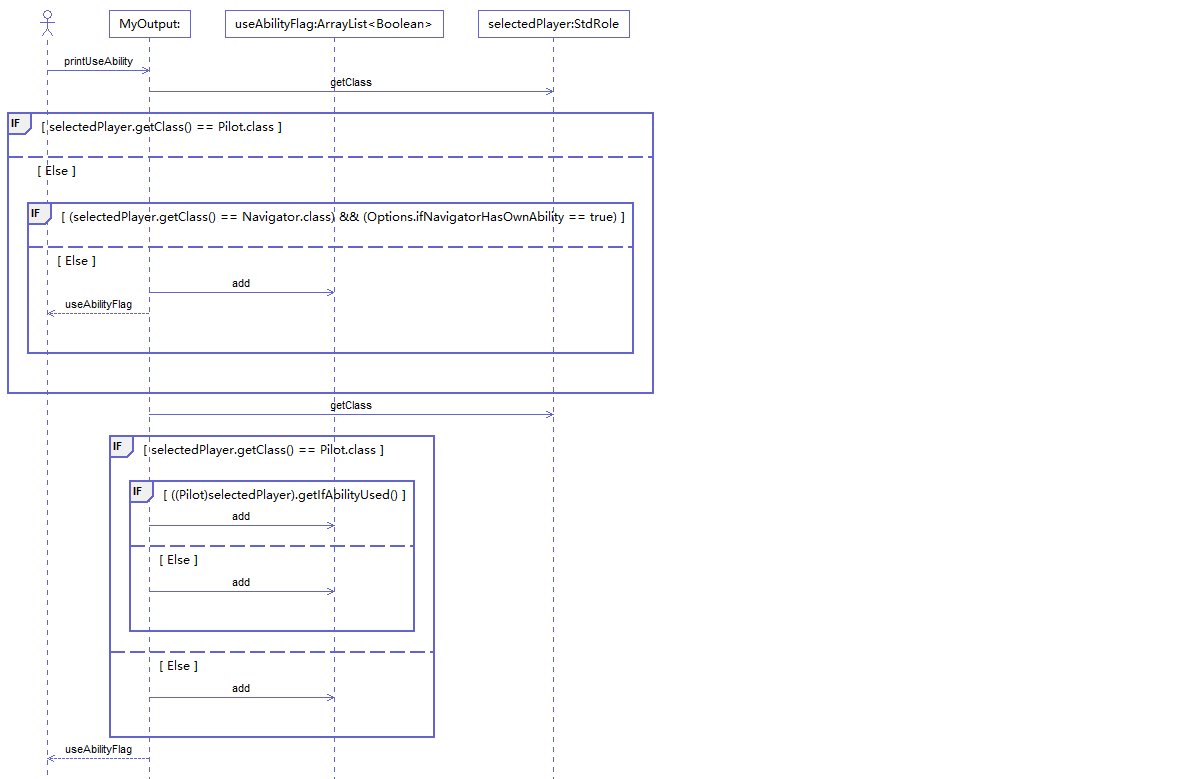 MyOutput:
useAbilityFlag:ArrayList<Boolean>
selectedPlayer:StdRole
printUseAbility
getClass
IF
[ selectedPlayer.getClass() == Pilot.class ]
[ Else ]
IF
[ (selectedPlayer.getClass() == Navigator.class) && (Options.ifNavigatorHasOwnAbility == true) ]
[ Else ]
add
useAbilityFlag
getClass
IF
[ selectedPlayer.getClass() == Pilot.class ]
IF
[ ((Pilot)selectedPlayer).getIfAbilityUsed() ]
add
[ Else ]
add
[ Else ]
add
useAbilityFlag